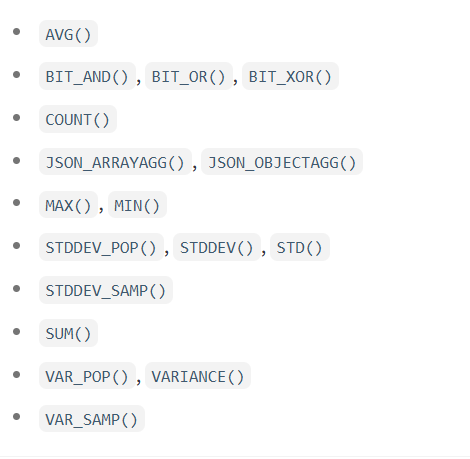 AVG()
BIT_AND(), BIT_OR(), BIT_XOR()
COUNT()
JSON_ARRAYAGG(), JSON_OBJECTAGG()
MAX(), MIN()
STDDEV_POP(), STDDEV(), STD()
STDDEV_SAMP()
SUM()
VAR_POP(), VARIANCE()
VAR_SAMP()